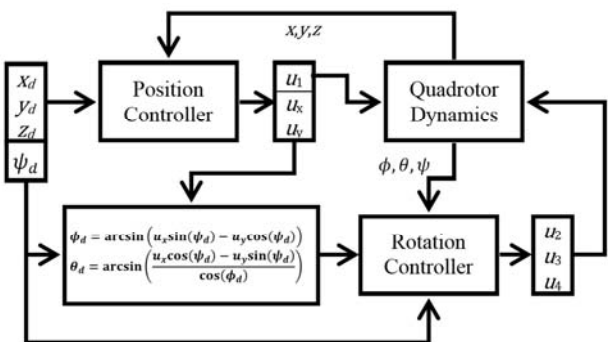 x,y,z
x_d
y_d
z_d
ψ_d
Position
Controller
u_1
u_x
u_y
Quadrotor
Dynamics
ϕ, θ, ψ
ψ_d = arcsin(u_x sin(ψ_d) − u_y cos(ψ_d))
θ_d = arcsin((u_x cos(ψ_d) − u_y sin(ψ_d))/cos(ϕ_d))
Rotation
Controller
u_2
u_3
u_4